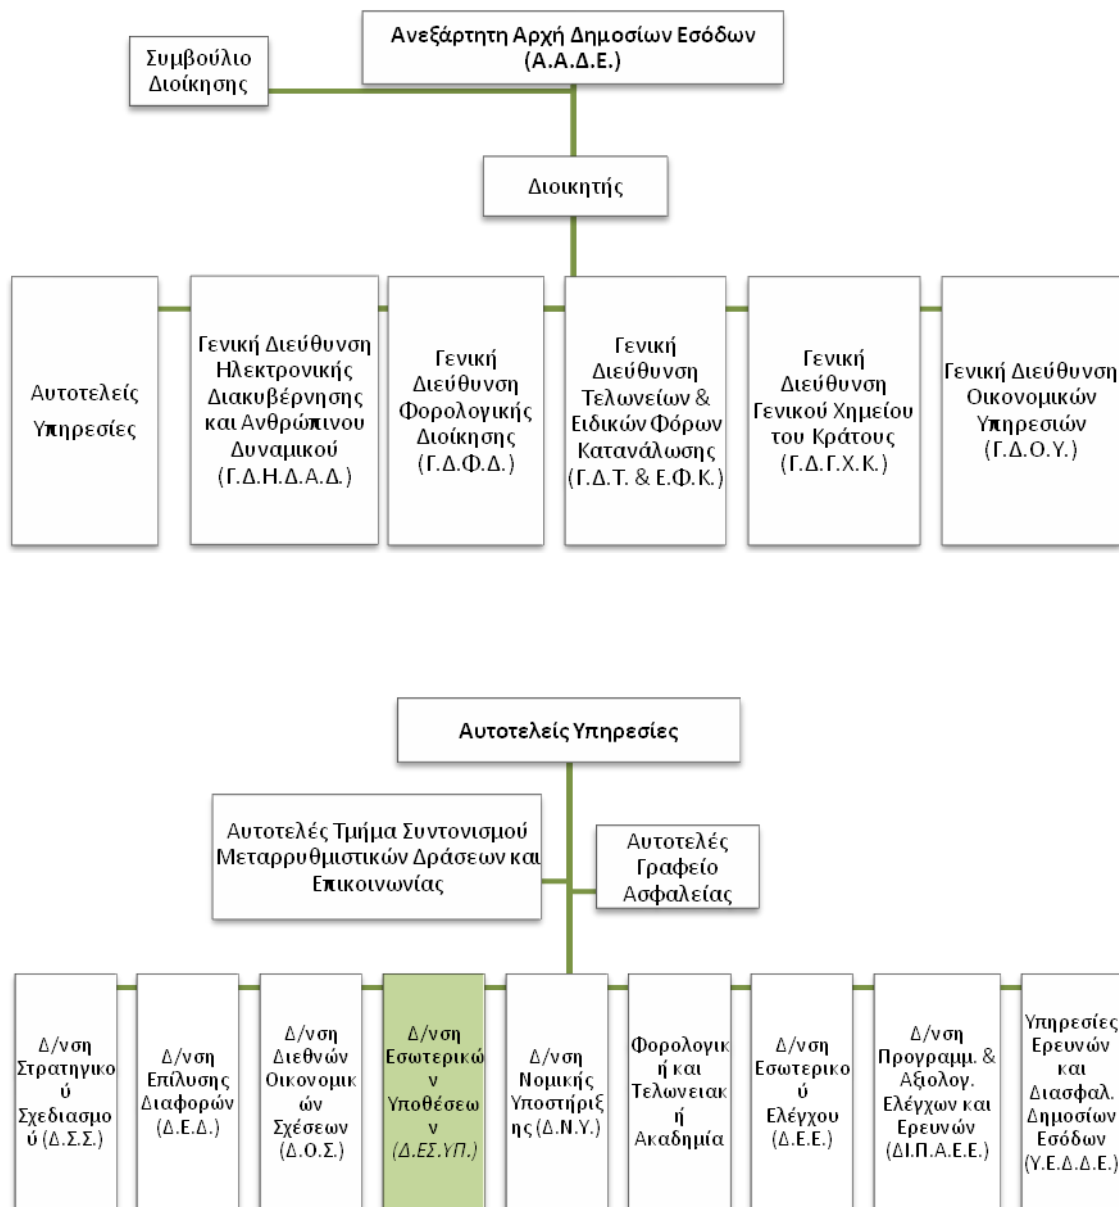 Ανεξάρτητη Αρχή Δημοσίων Εσόδων
(Α.Α.Δ.Ε.)
Συμβούλιο
Διοίκησης
Διοικητής
Αυτοτελείς
Υπηρεσίες
Γενική Διεύθυνση
Ηλεκτρονικής
Διακυβέρνησης
και Ανθρώπινου
Δυναμικού
(Γ.Δ.Η.Δ.Α.Δ.)
Γενική
Διεύθυνση
Φορολογικής
Διοίκησης
(Γ.Δ.Φ.Δ.)
Γενική
Διεύθυνση
Τελωνείων &
Ειδικών Φόρων
Κατανάλωσης
(Γ.Δ.Τ. & Ε.Φ.Κ.)
Γενική
Διεύθυνση
Γενικού Χημείου
του Κράτους
(Γ.Δ.Γ.Χ.Κ.)
Γενική Διεύθυνση
Οικονομικών
Υπηρεσιών
(Γ.Δ.Ο.Υ.)
Αυτοτελείς Υπηρεσίες
Αυτοτελές Τμήμα Συντονισμού
Μεταρρυθμιστικών Δράσεων και
Επικοινωνίας
Αυτοτελές
Γραφείο
Ασφαλείας
Δ/νση
Στρατηγικο
ύ
Σχεδιασμο
ύ (Δ.Σ.Σ.)
Δ/νση
Επίλυσης
Διαφορών
(Δ.Ε.Δ.)
Δ/νση
Διεθνών
Οικονομικ
ών
Σχέσεων
(Δ.Ο.Σ.)
Δ/νση
Εσωτερικώ
ν
Υποθέσεω
ν
(Δ.ΕΣ.ΥΠ.)
Δ/νση
Νομικής
Υποστήριξ
ης (Δ.Ν.Υ.)
Φορολογικ
ή και
Τελωνειακ
ή
Ακαδημία
Δ/νση
Εσωτερικο
ύ
Ελέγχου
(Δ.Ε.Ε.)
Δ/νση
Προγραμμ. &
Αξιολογ.
Ελέγχων και
Ερευνών
(ΔΙ.Π.Α.Ε.Ε.)
Υπηρεσίες
Ερευνών
και
Διασφαλ.
Δημοσίων
Εσόδων
(Υ.Ε.Δ.Δ.Ε.)